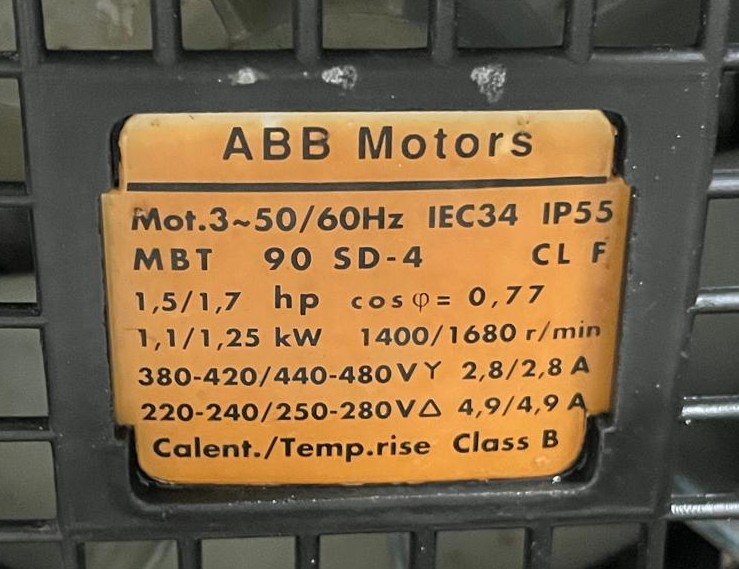 ABB Motors
Mot.3~50/60Hz IEC34 IP55
MBT 90 SD-4 CL F
1,5/1,7 hp cosφ= 0,77
1,1/1,25 kW 1400/1680 r/min
380-420/440-480VY 2,8/2,8 A
220-240/250-280V△ 4,9/4,9 A
Calent./Temp.rise Class B